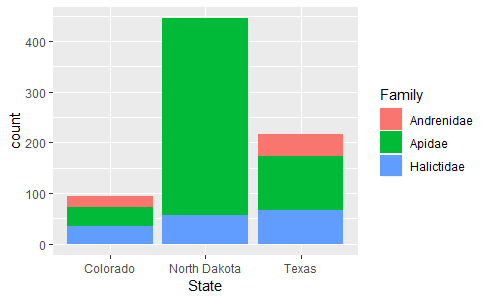 400
300
200
100
0
count
Colorado
North Dakota
Texas
State
Family
Andrenidae
Apidae
Halictidae